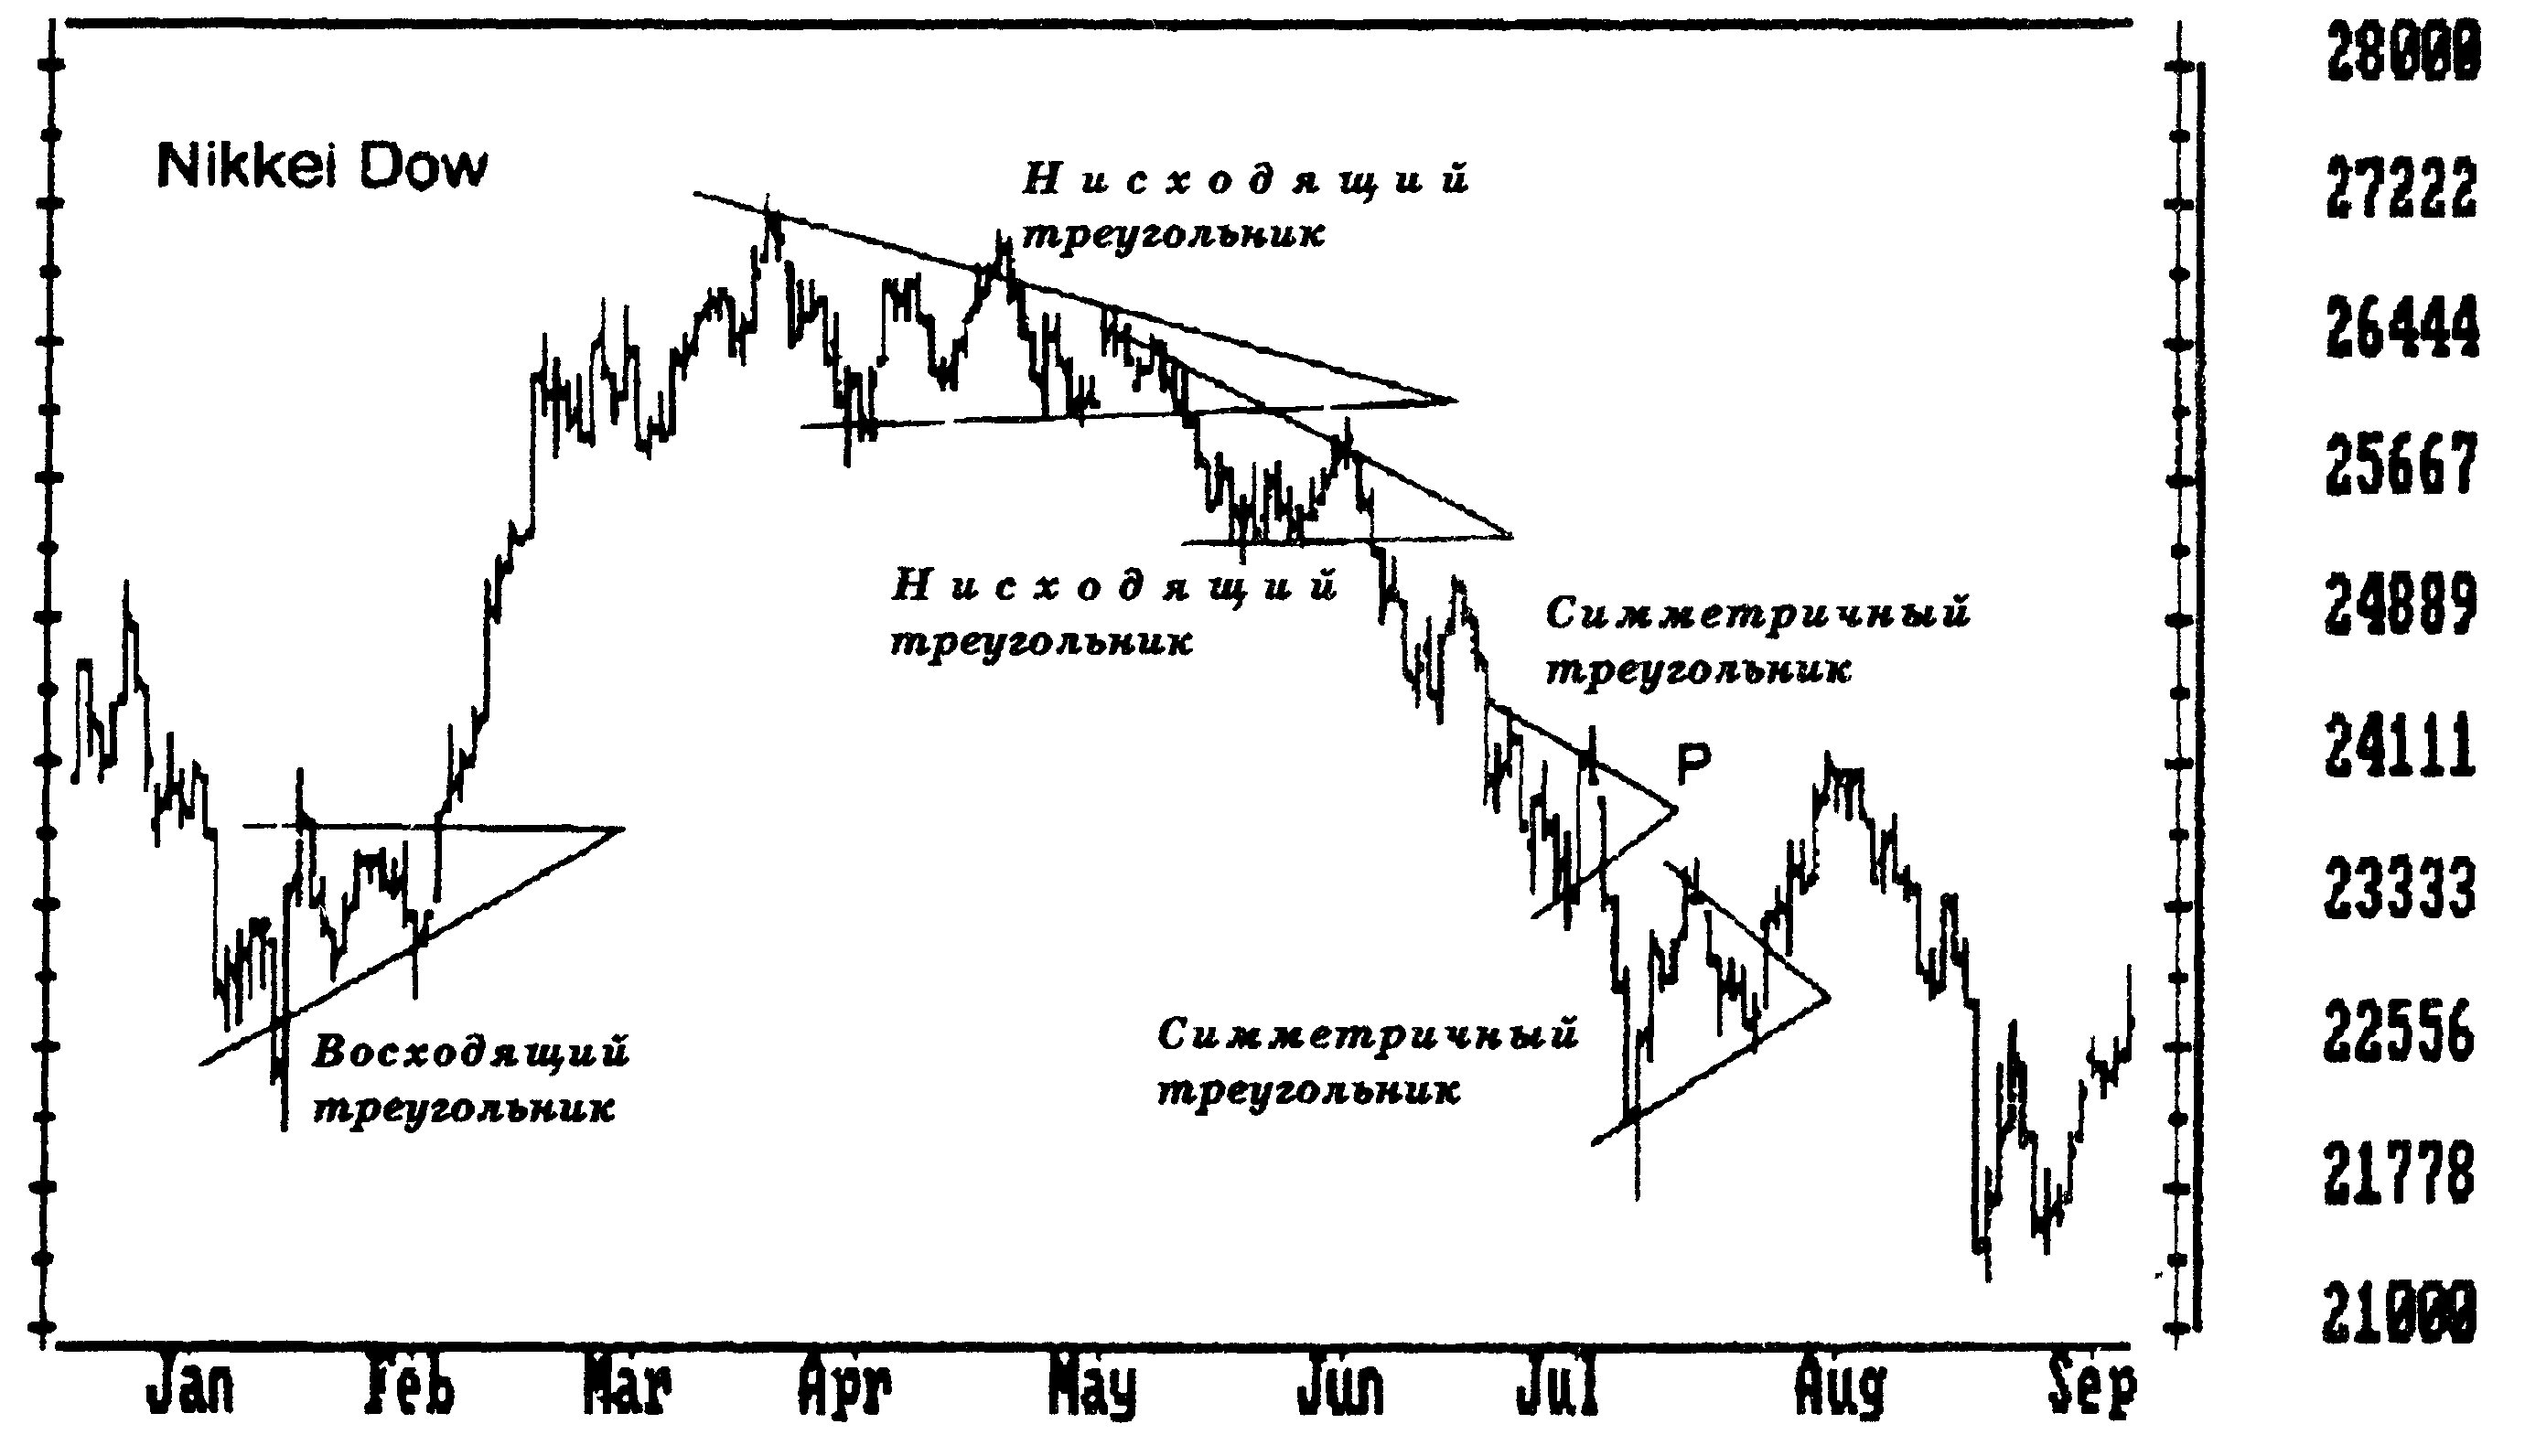 Nikkei Dow
Нисходящий
треугольник
Нисходящий
треугольник
Симметричный
треугольник
P
Восходящий
треугольник
Симметричный
треугольник
28000
27222
26444
25667
24889
24111
23333
22556
21778
21000
Jan Feb Mar Apr May Jun Jul Aug Sep